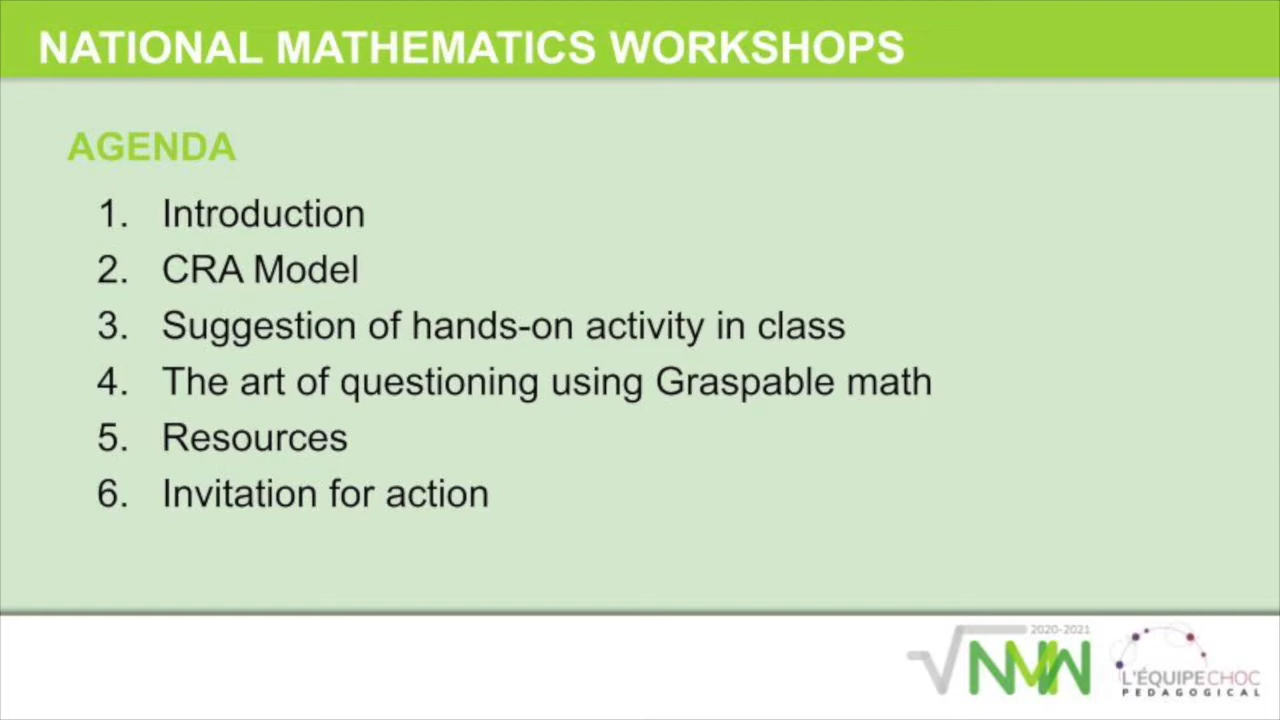 NATIONAL MATHEMATICS WORKSHOPS
AGENDA
1. Introduction
2. CRA Model
3. Suggestion of hands-on activity in class
4. The art of questioning using Graspable math
5. Resources
6. Invitation for action
2020-2021
√NMW
L'ÉQUIPECHOC
PEDAGOGICAL